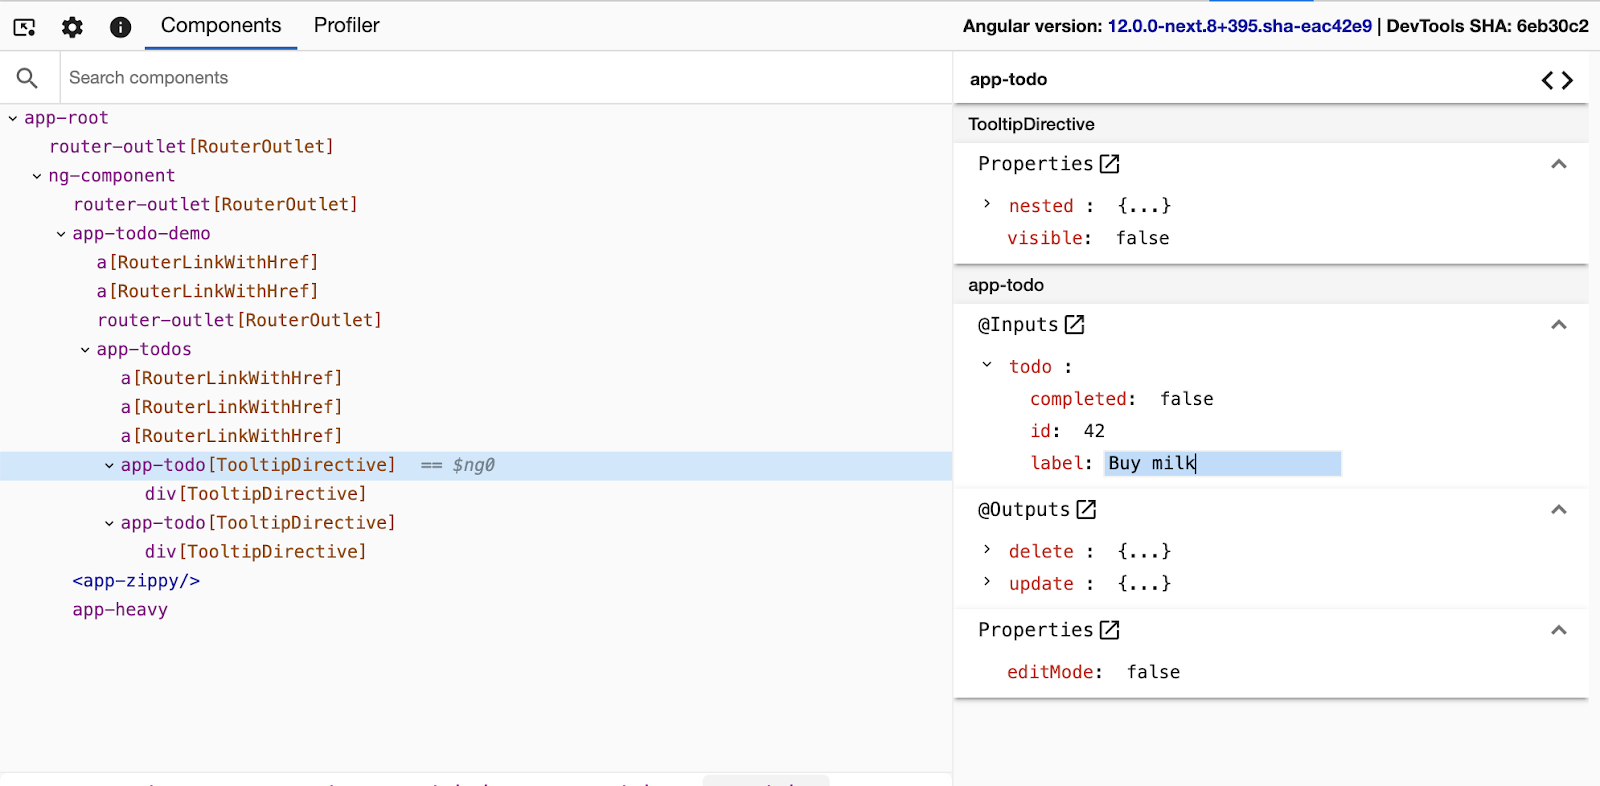 Components Profiler Angular version: 12.0.0-next.8+395.sha-eac42e9 | DevTools SHA: 6eb30c2
Search components
app-root
router-outlet[RouterOutlet]
ng-component
router-outlet[RouterOutlet]
app-todo-demo
a[RouterLinkWithHref]
a[RouterLinkWithHref]
router-outlet[RouterOutlet]
app-todos
a[RouterLinkWithHref]
a[RouterLinkWithHref]
a[RouterLinkWithHref]
app-todo[TooltipDirective] == $ng0
div[TooltipDirective]
app-todo[TooltipDirective]
div[TooltipDirective]
<app-zippy/>
app-heavy
app-todo
TooltipDirective
Properties
nested : {...}
visible: false
app-todo
@Inputs
todo :
completed: false
id: 42
label: Buy milk
@Outputs
delete : {...}
update : {...}
Properties
editMode: false